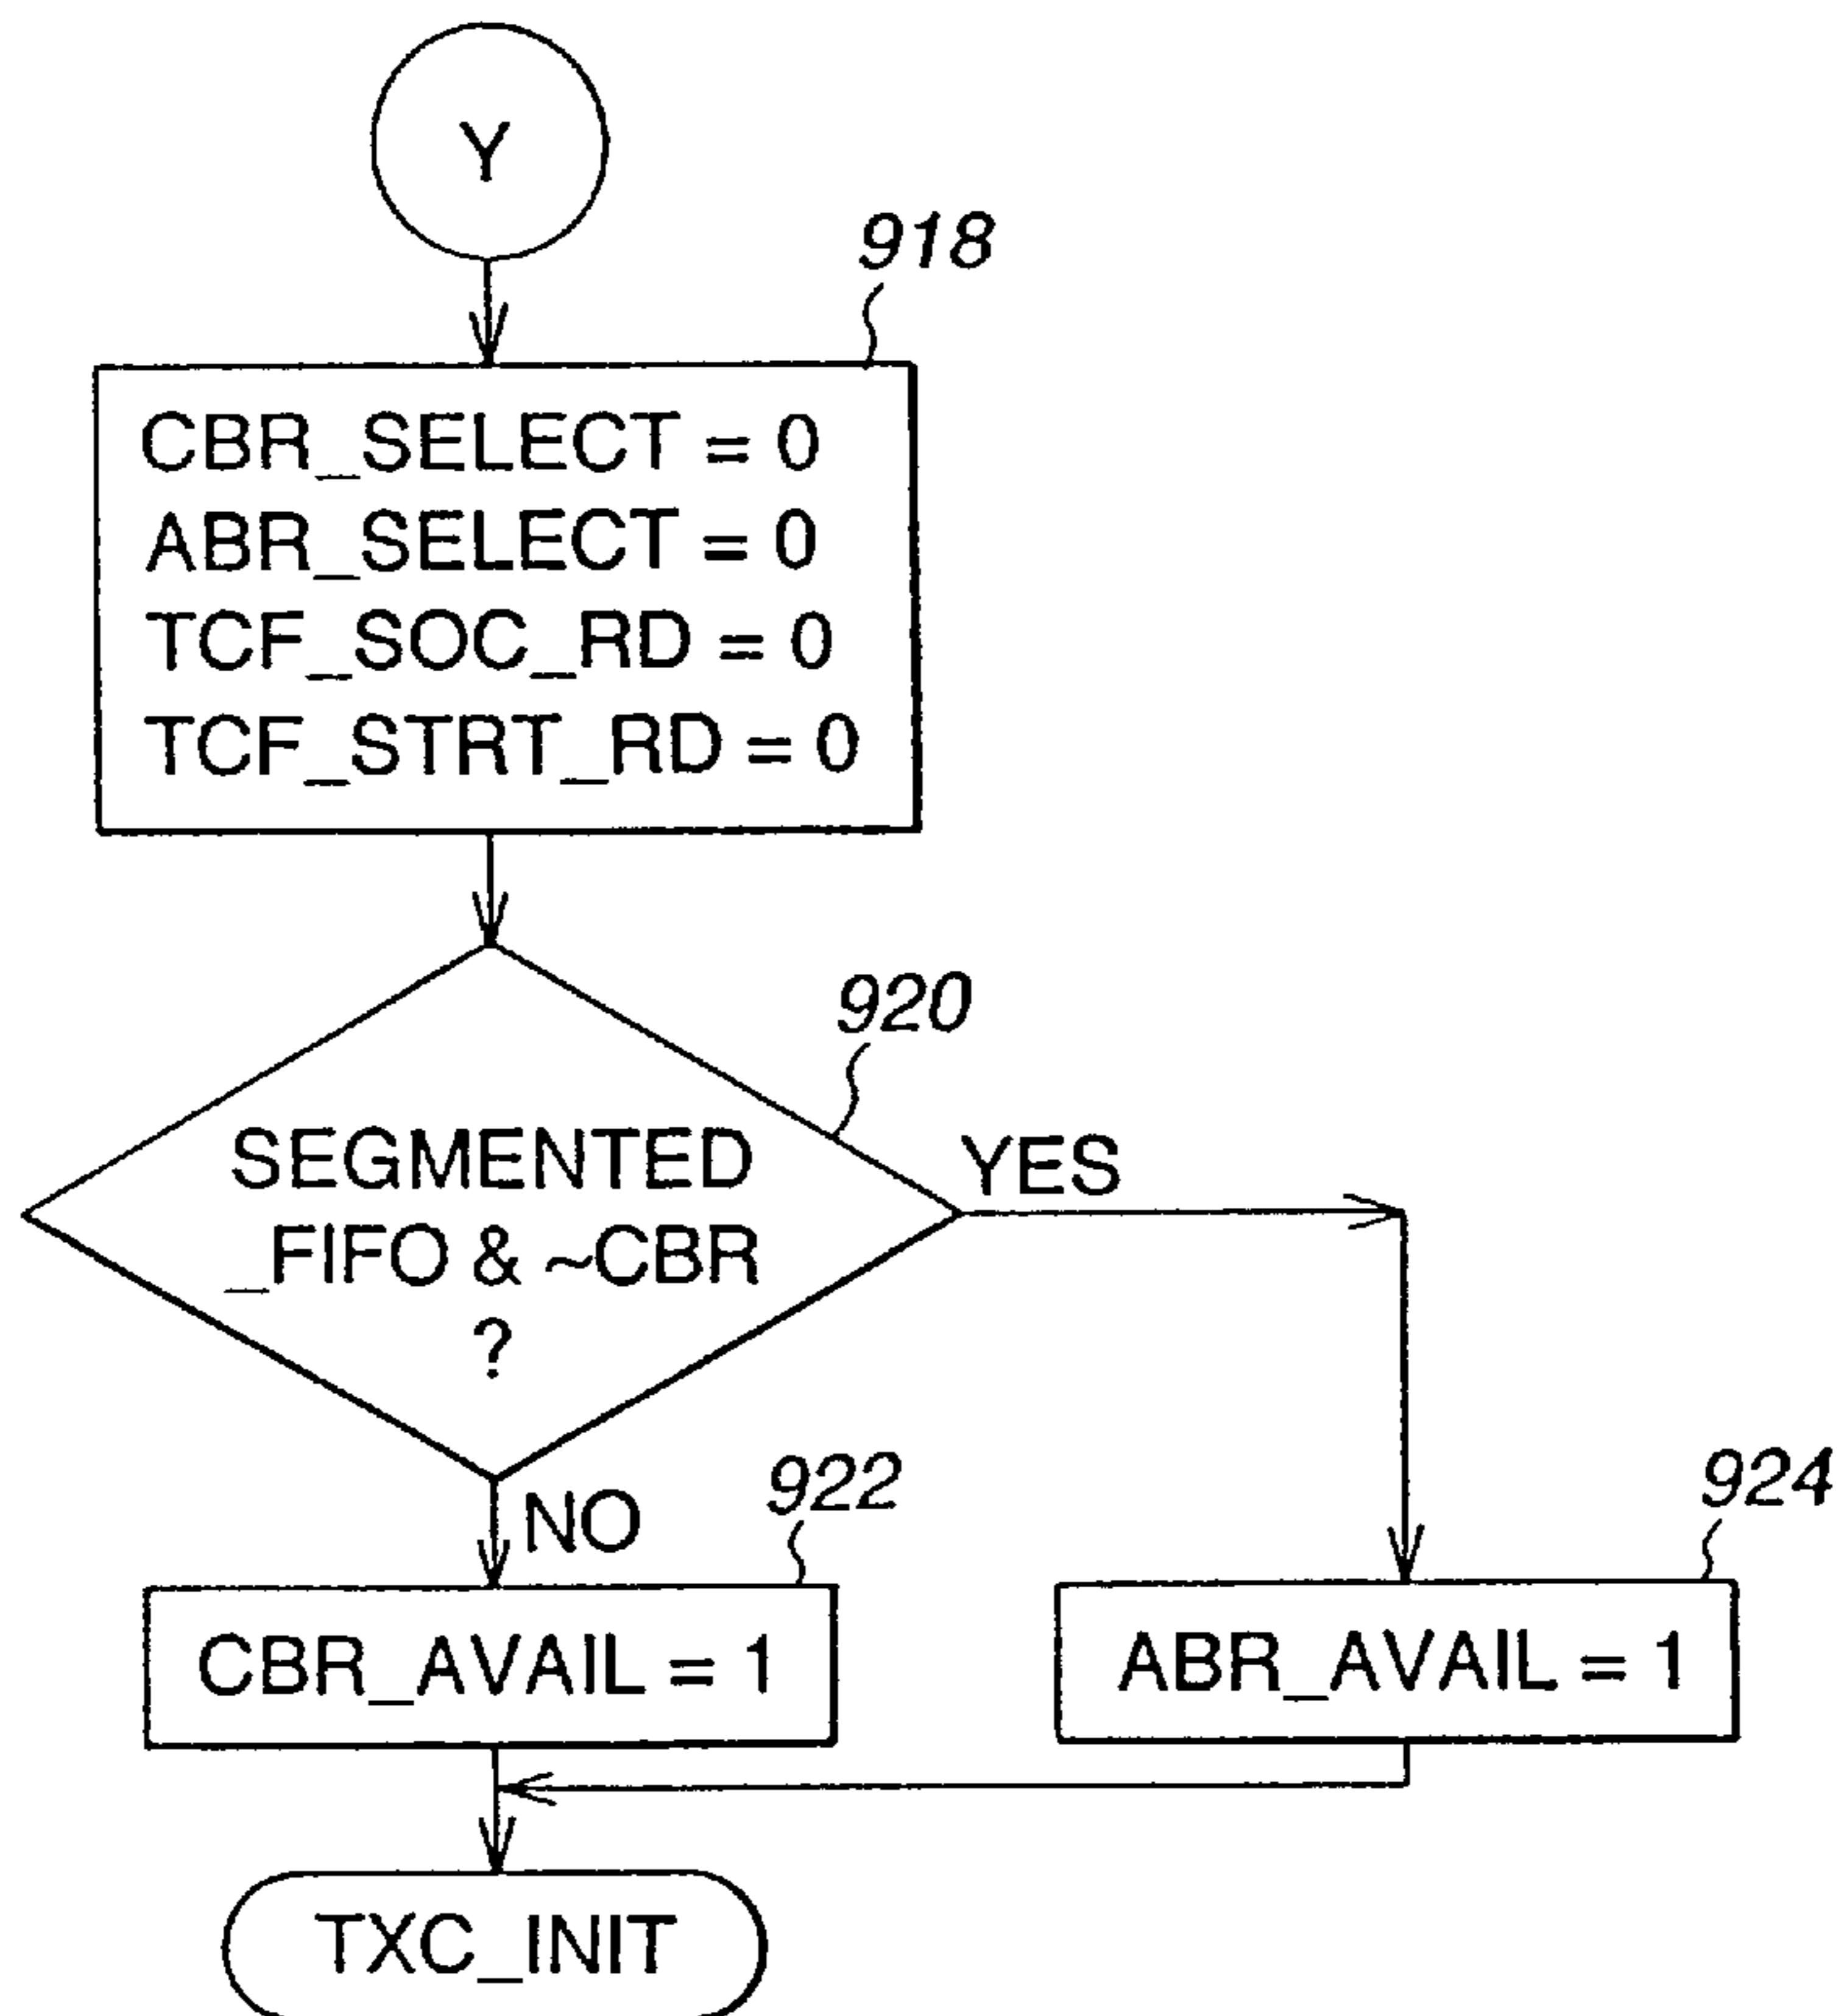 Y
918
CBR_SELECT = 0
ABR_SELECT = 0
TCF_SOC_RD = 0
TCF_STRT_RD = 0
920
SEGMENTED
_FIFO & ~CBR
?
YES
NO
922
924
CBR_AVAIL = 1
ABR_AVAIL = 1
TXC_INIT